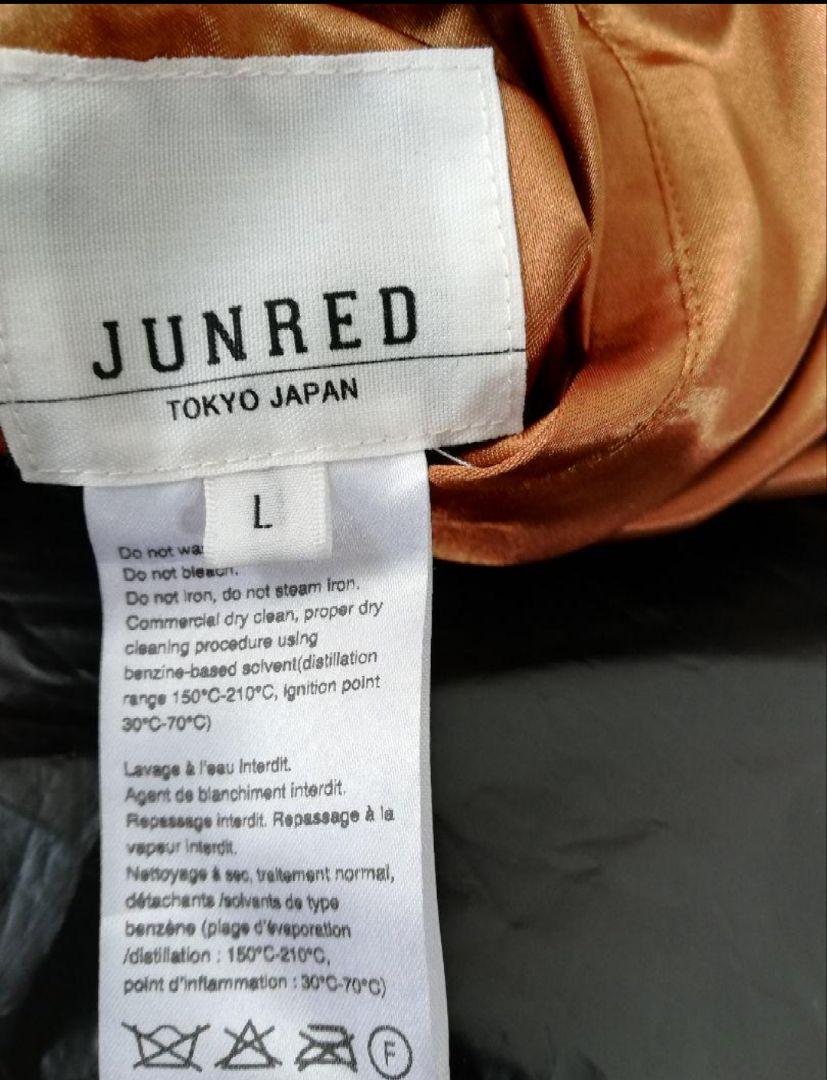 JUNRED
TOKYO JAPAN
L
Do not
Do not bleach.
Do not iron, do not steam iron.
Commercial dry clean, proper dry
cleaning procedure using
benzine-based solvent(distillation
range 150°C-210°C, ignition point
30°C-70°C)
Lavage à l'eau interdit.
Agent de blanchiment interdit.
Repassage interdit. Repassage à la
vapeur interdit.
Nettoyage à sec, traitement normal,
détachants /solvants de type
benzène (plage d'évaporation
/distillation : 150°C-210°C,
point d'inflammation : 30°C-70°C)
F